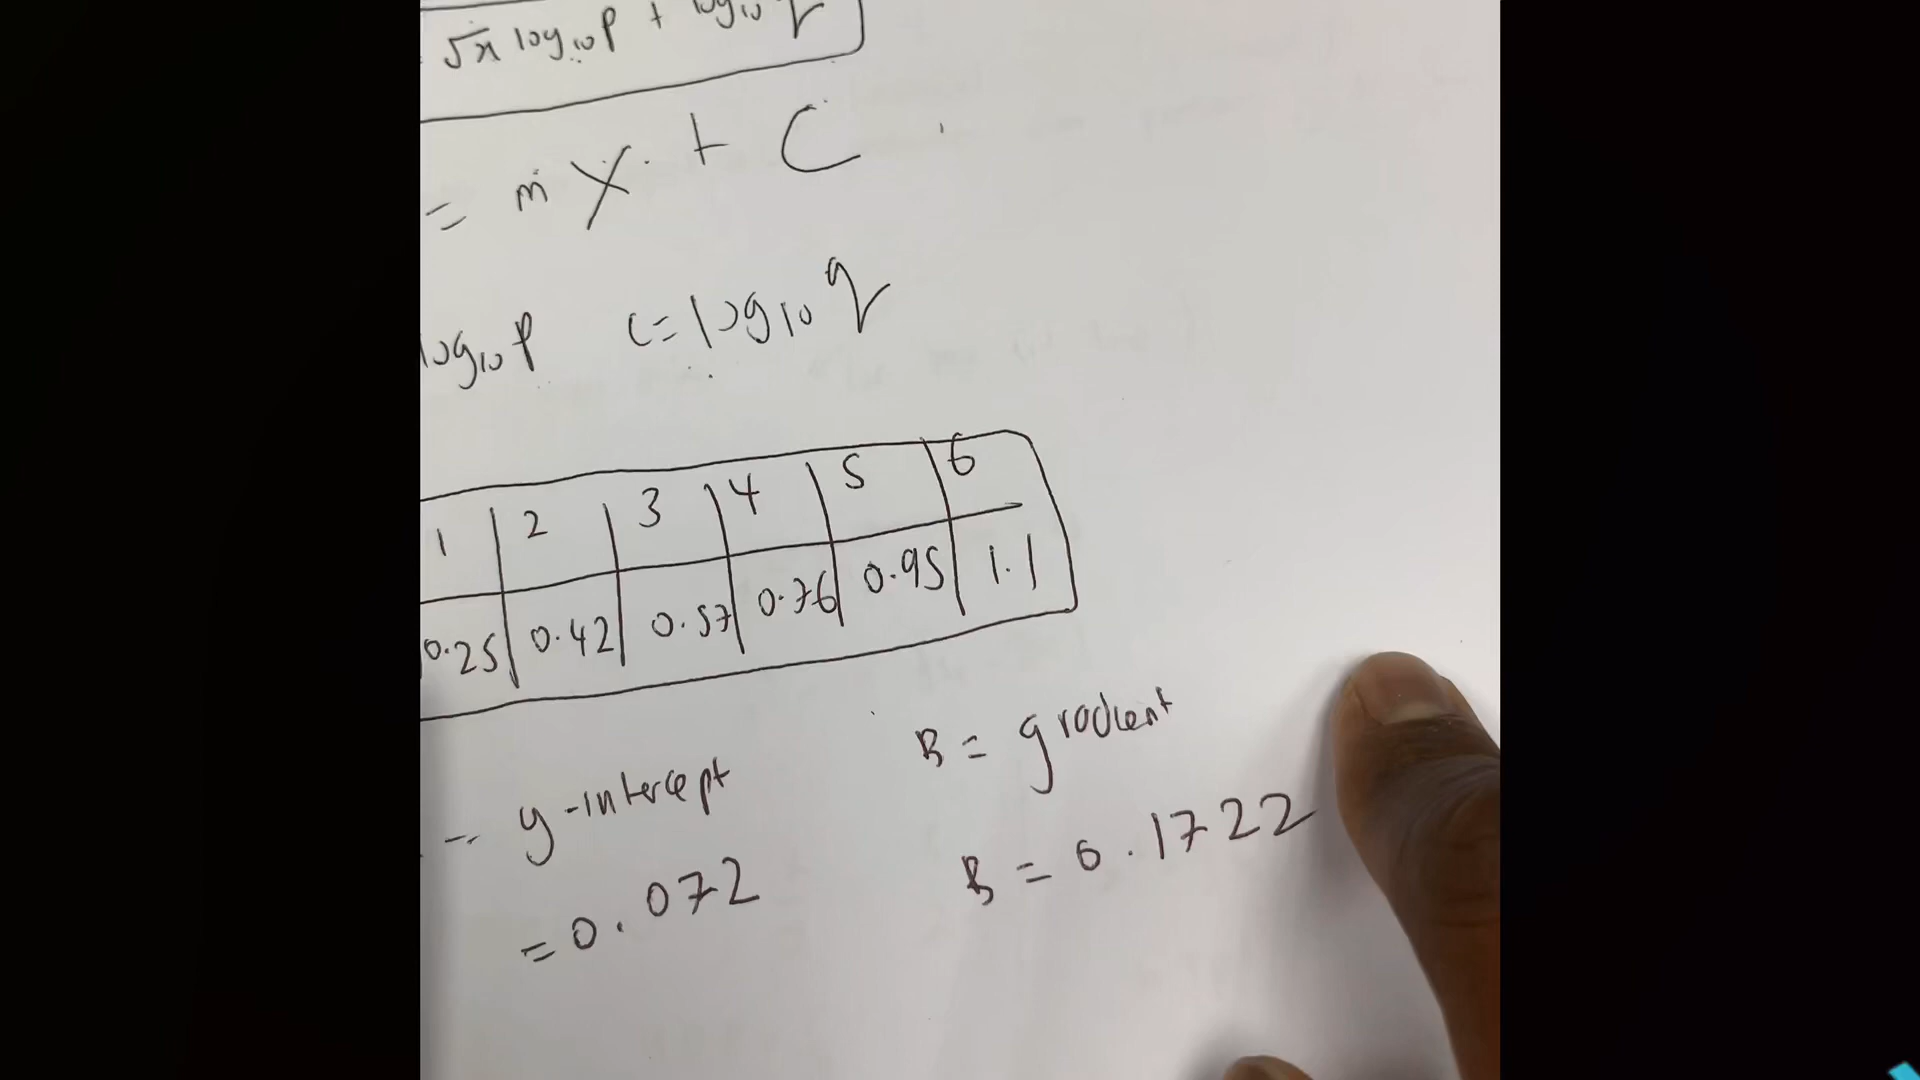 √x log10 p + log10 q
= mX + C
log10 p C = log10 q
1 2 3 4 5 6
0.25 0.42 0.57 0.76 0.95 1.1
= y-intercept B = gradient
= 0.072 B = 0.1722